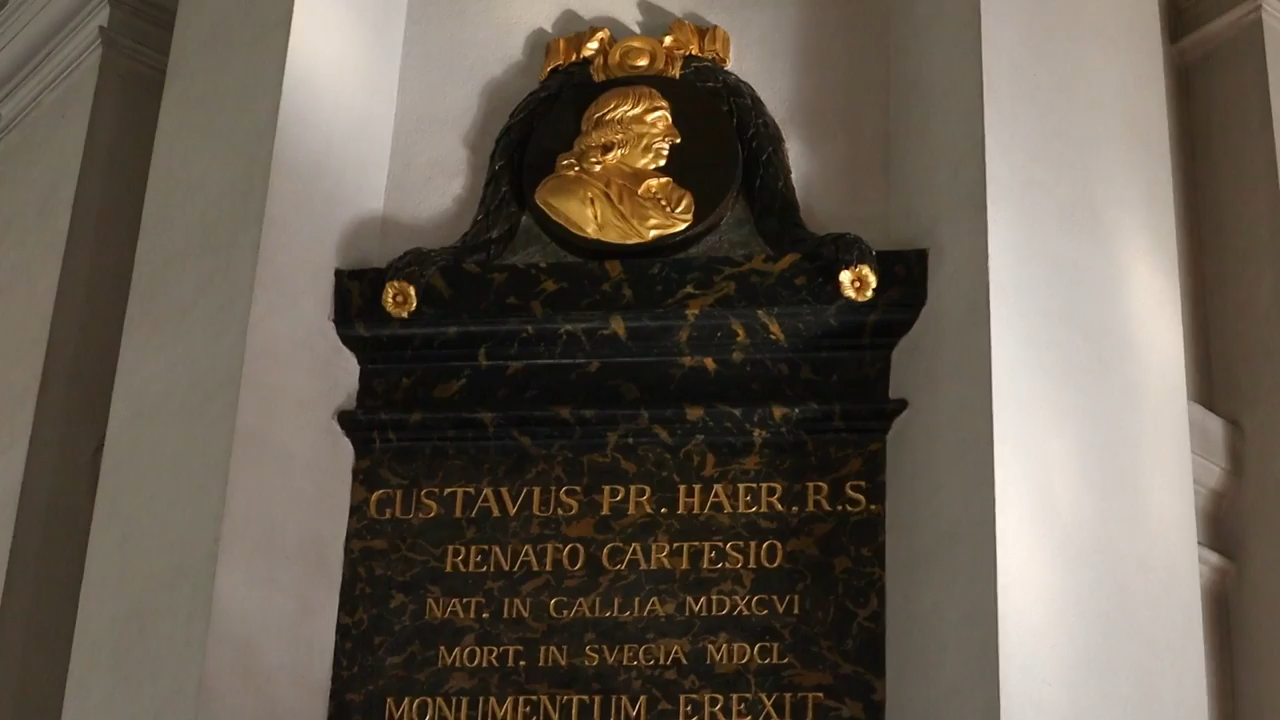 GUSTAVUS PR. HAER. R. S.
RENATO CARTESIO
NAT. IN GALLIA MDXCVI
MORT. IN SVECIA MDCL
MONUMENTUM EREXIT